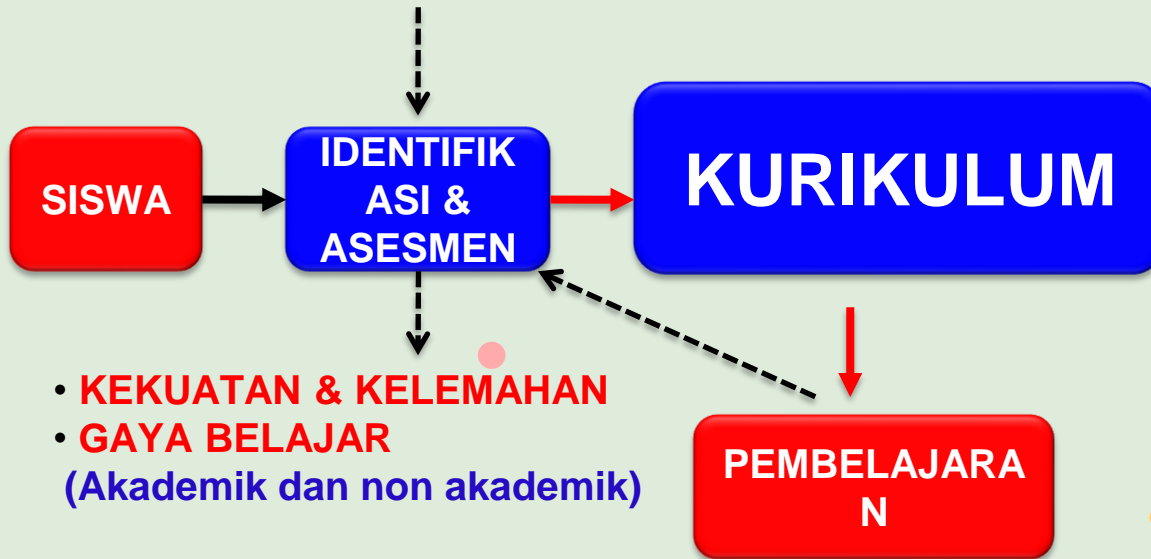 SISWA
IDENTIFIK
ASI &
ASESMEN
KURIKULUM
• KEKUATAN & KELEMAHAN
• GAYA BELAJAR
(Akademik dan non akademik)
PEMBELAJARA
N